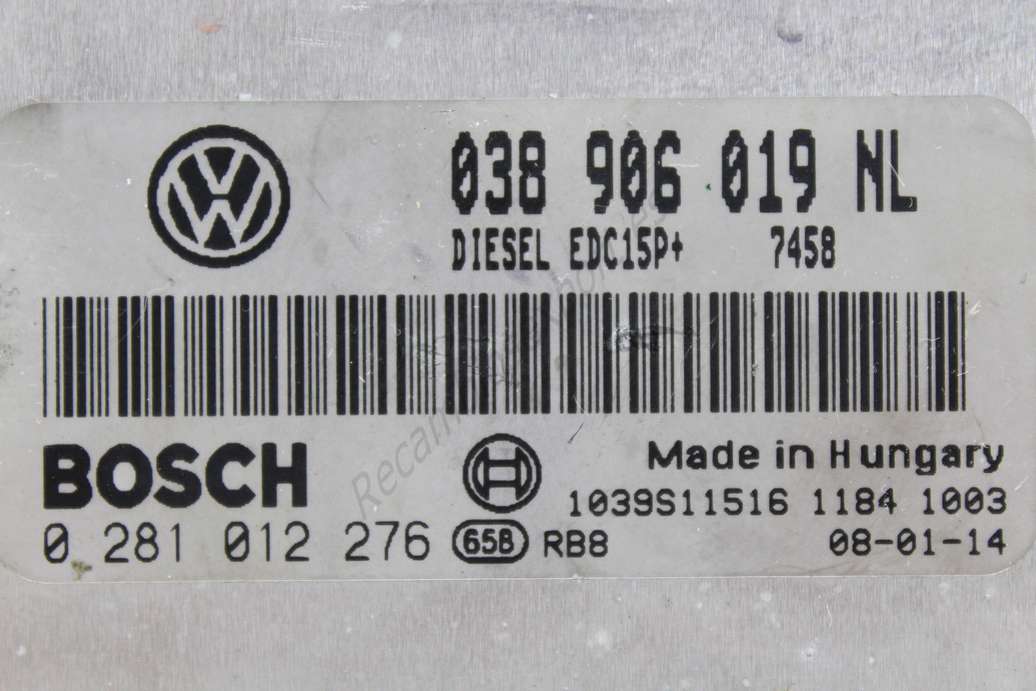 038 906 019 NL
DIESEL EDC15P+ 7458
BOSCH
Made in Hungary
1039S11516 1184 1003
0 281 012 276 658 RB8 08-01-14